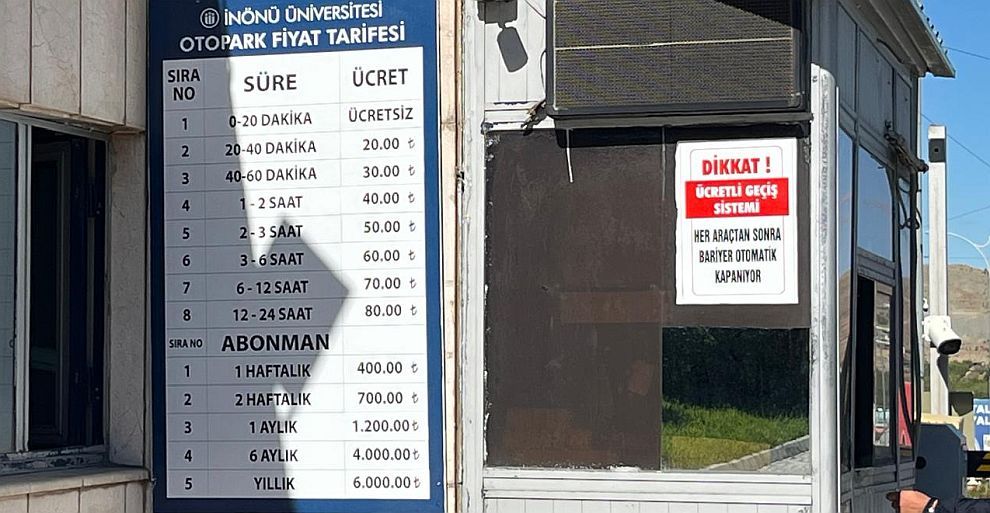 İNÖNÜ ÜNİVERSİTESİ
OTOPARK FİYAT TARİFESİ
SIRA NO SÜRE ÜCRET
1 0-20 DAKİKA ÜCRETSİZ
2 20-40 DAKİKA 20.00 ₺
3 40-60 DAKİKA 30.00 ₺
4 1 - 2 SAAT 40.00 ₺
5 2 - 3 SAAT 50.00 ₺
6 3 - 6 SAAT 60.00 ₺
7 6 - 12 SAAT 70.00 ₺
8 12 - 24 SAAT 80.00 ₺
SIRA NO ABONMAN
1 1 HAFTALIK 400.00 ₺
2 2 HAFTALIK 700.00 ₺
3 1 AYLIK 1.200.00 ₺
4 6 AYLIK 4.000.00 ₺
5 YILLIK 6.000.00 ₺
DİKKAT !
ÜCRETLİ GEÇİŞ
SİSTEMİ
HER ARAÇTAN SONRA
BARİYER OTOMATİK
KAPANIYOR